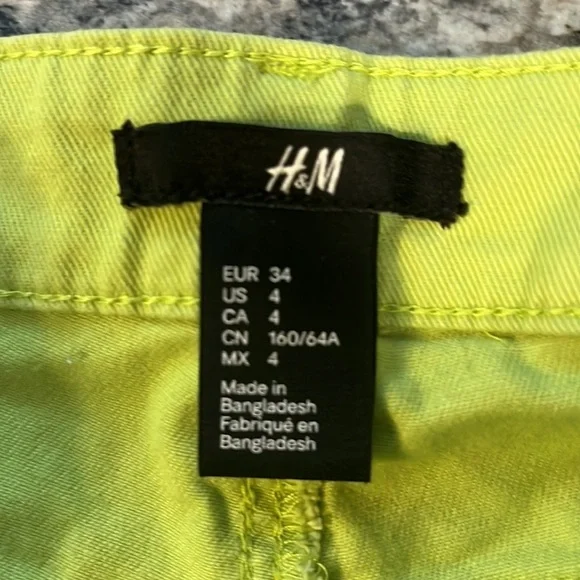 H&M
EUR 34
US 4
CA 4
CN 160/64A
MX 4
Made in
Bangladesh
Fabriqué en
Bangladesh